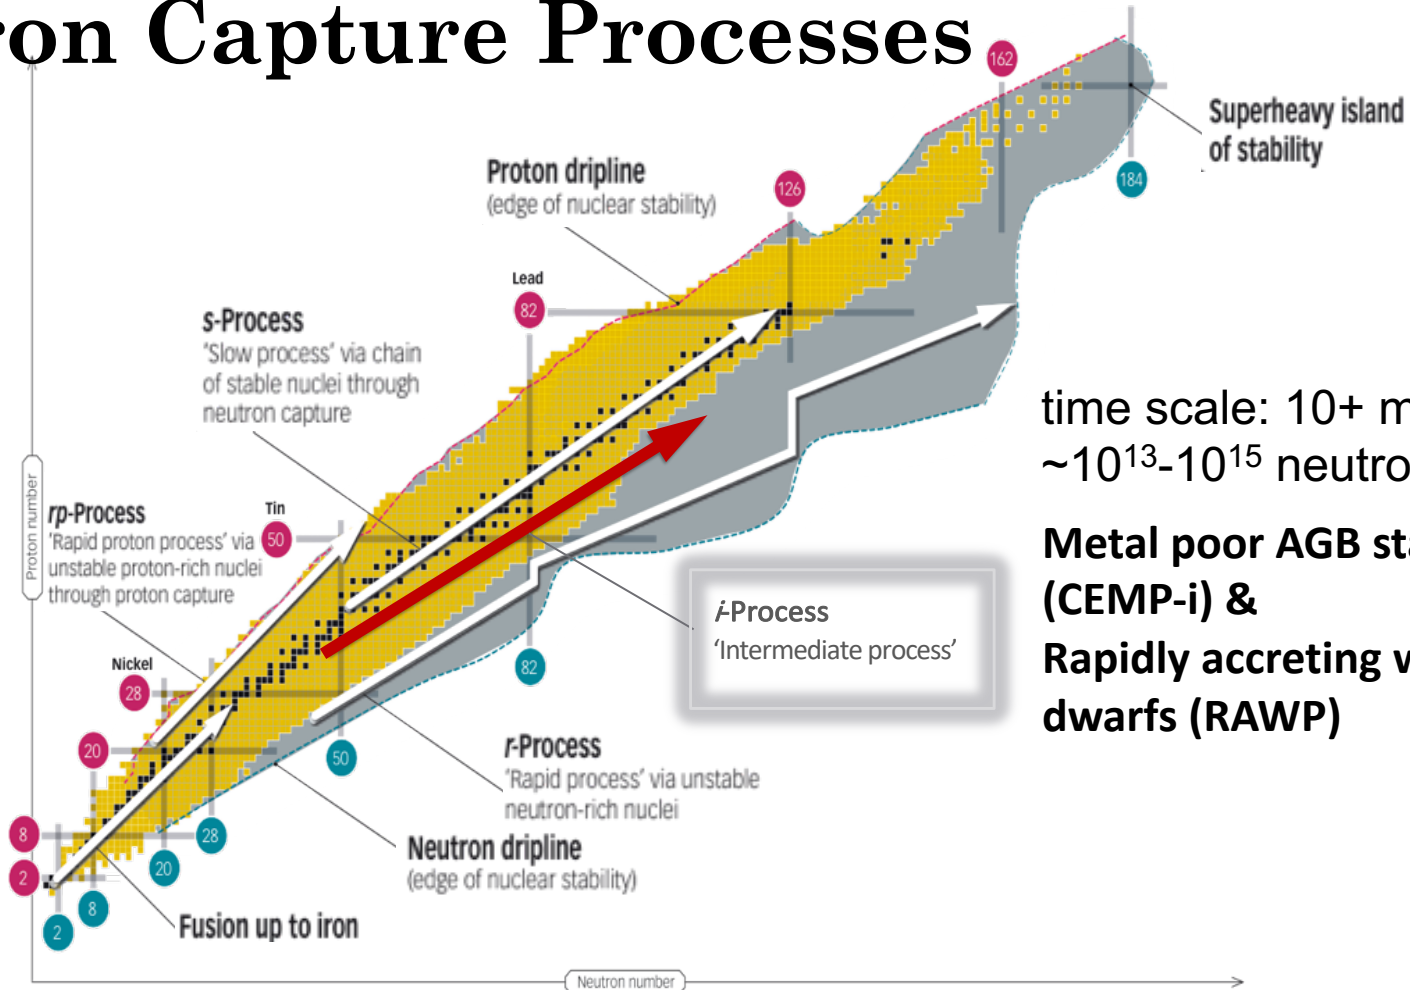 ron Capture Processes
162
Superheavy island
of stability
184
Proton dripline
(edge of nuclear stability)
126
Lead
82
s-Process
'Slow process' via chain
of stable nuclei through
neutron capture
time scale: 10+ m
~10¹³-10¹⁵ neutro
Metal poor AGB sta
(CEMP-i) &
Rapidly accreting w
dwarfs (RAWP)
Proton number
rp-Process
'Rapid proton process' via
unstable proton-rich nuclei
through proton capture
Tin
50
i-Process
'Intermediate process'
82
Nickel
28
r-Process
'Rapid process' via unstable
neutron-rich nuclei
50
20
Neutron dripline
(edge of nuclear stability)
28
8
20
2
8
2
Fusion up to iron
Neutron number